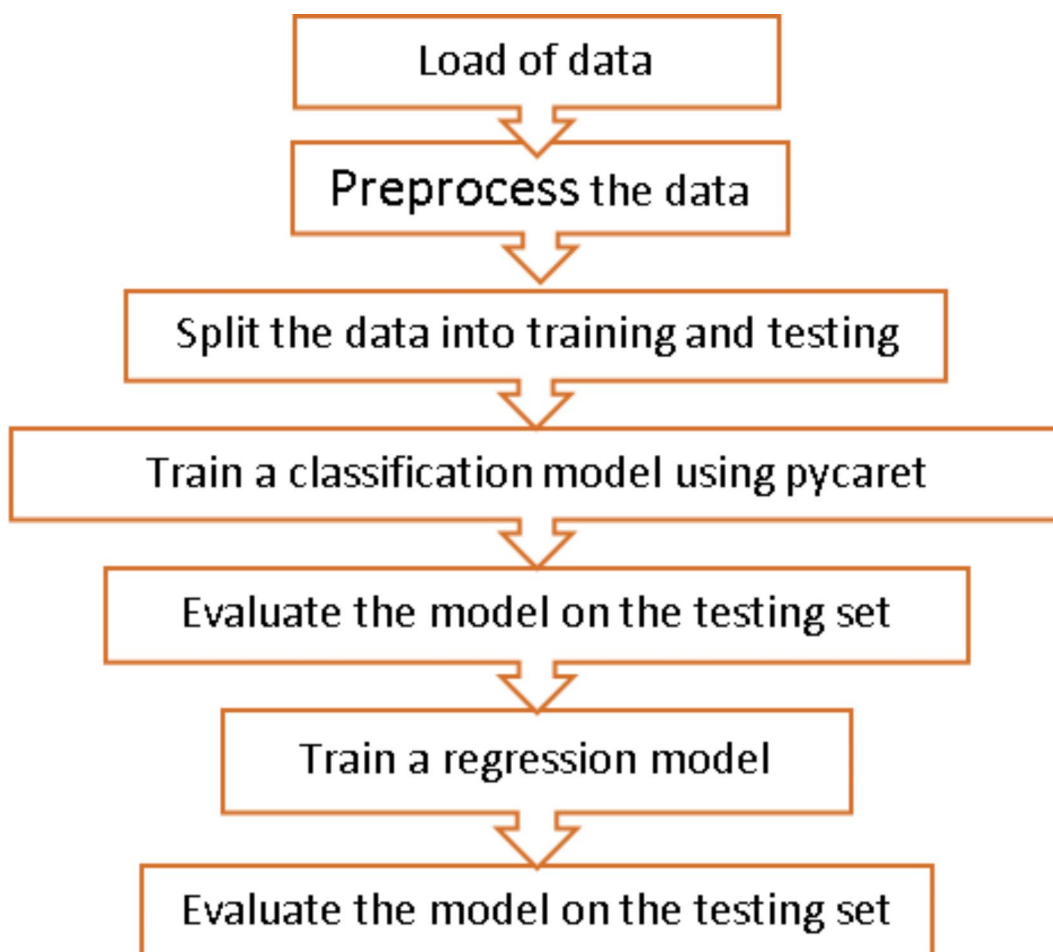 Load of data
Preprocess the data
Split the data into training and testing
Train a classification model using pycaret
Evaluate the model on the testing set
Train a regression model
Evaluate the model on the testing set